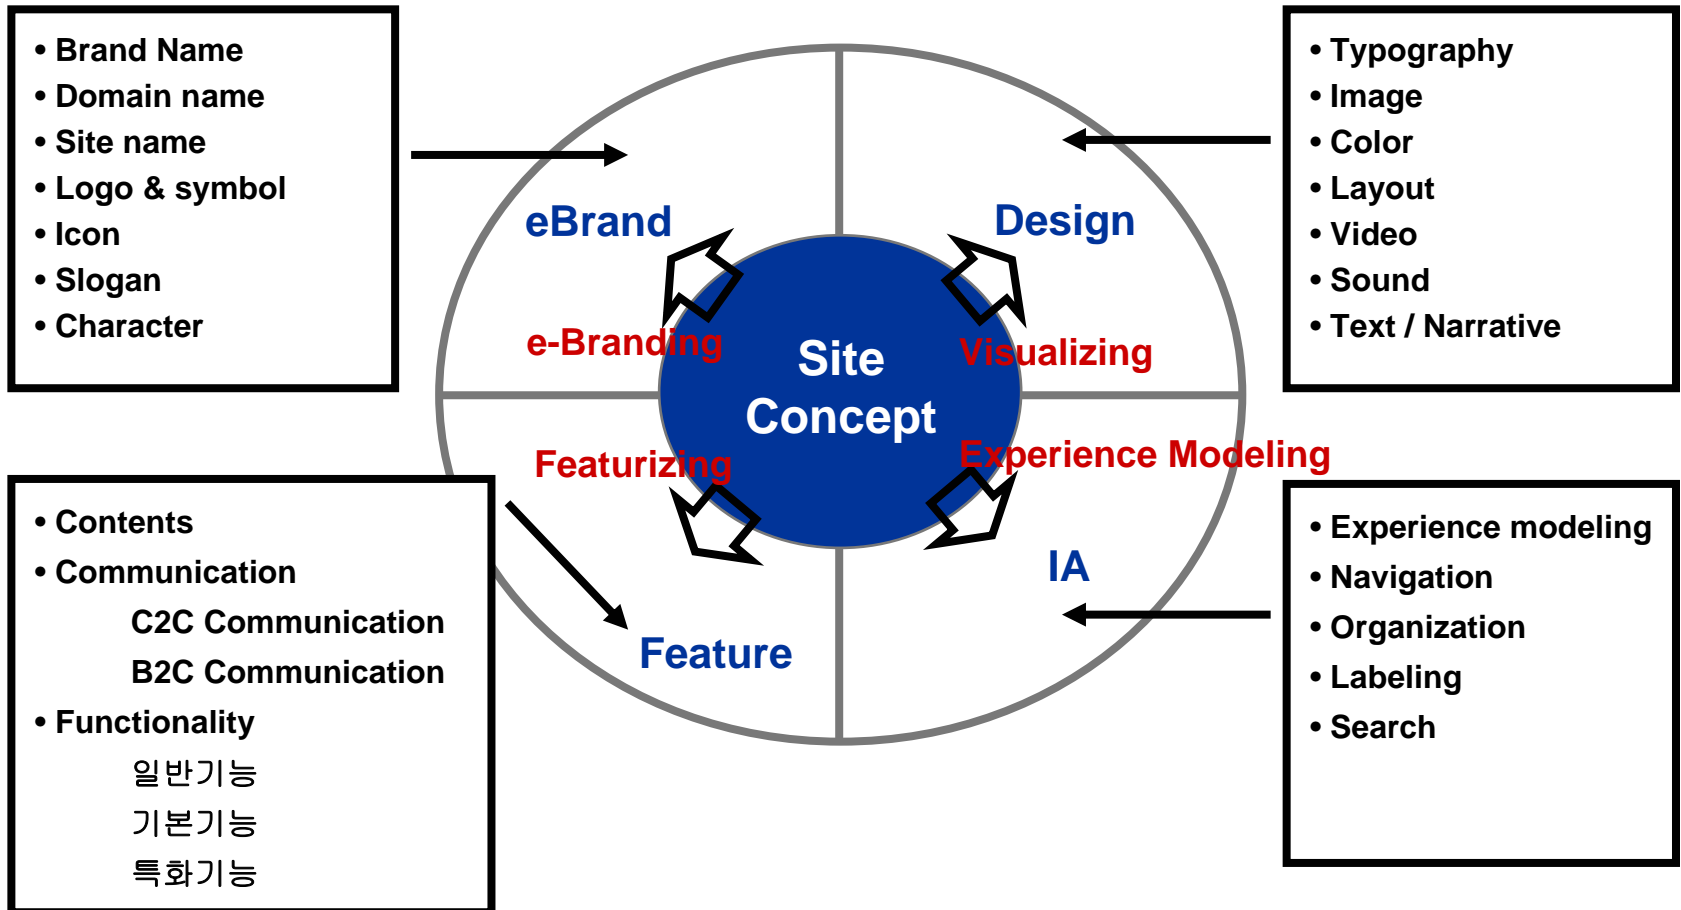 • Brand Name
• Domain name
• Site name
• Logo & symbol
• Icon
• Slogan
• Character
• Typography
• Image
• Color
• Layout
• Video
• Sound
• Text / Narrative
eBrand
Design
e-Branding
Visualizing
Site
Concept
Featurizing
Experience Modeling
IA
Feature
• Contents
• Communication
C2C Communication
B2C Communication
• Functionality
일반기능
기본기능
특화기능
• Experience modeling
• Navigation
• Organization
• Labeling
• Search